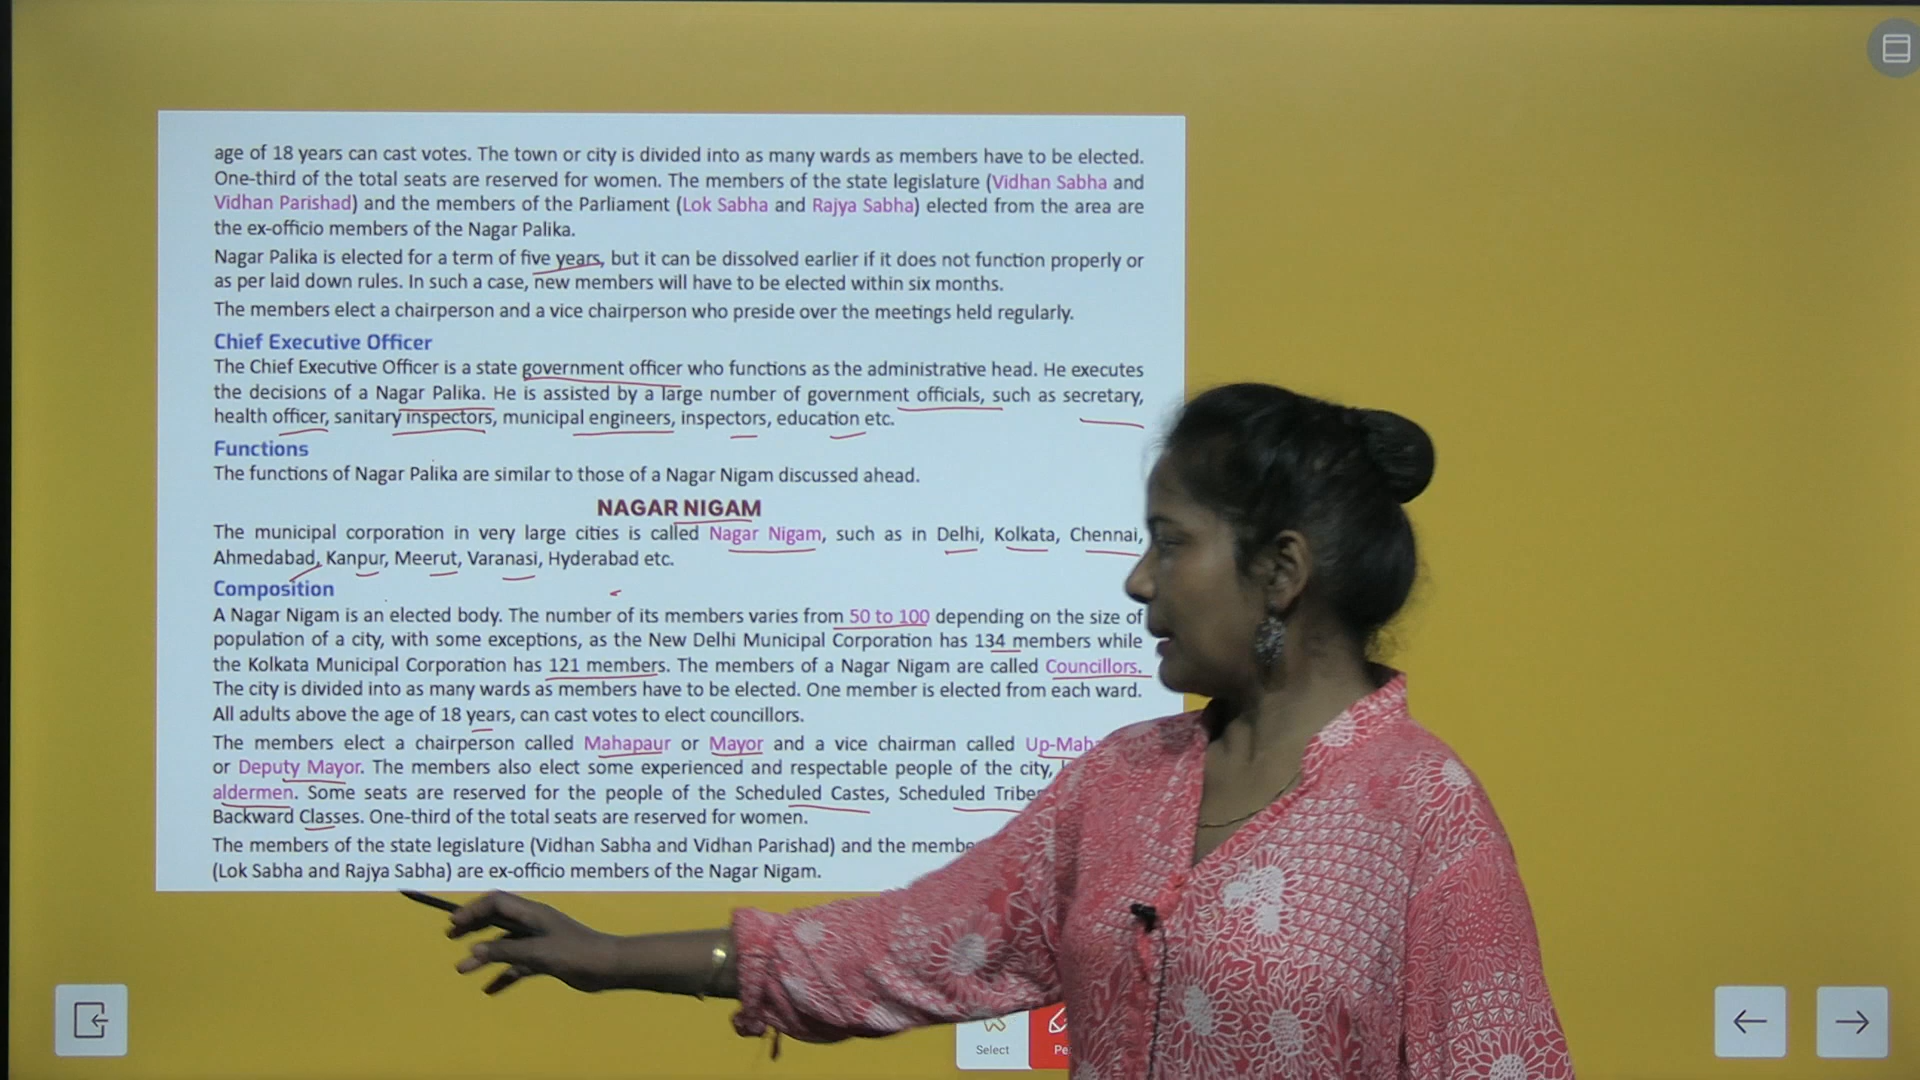 age of 18 years can cast votes. The town or city is divided into as many wards as members have to be elected.
One-third of the total seats are reserved for women. The members of the state legislature (Vidhan Sabha and
Vidhan Parishad) and the members of the Parliament (Lok Sabha and Rajya Sabha) elected from the area are
the ex-officio members of the Nagar Palika.
Nagar Palika is elected for a term of five years, but it can be dissolved earlier if it does not function properly or
as per laid down rules. In such a case, new members will have to be elected within six months.
The members elect a chairperson and a vice chairperson who preside over the meetings held regularly.
Chief Executive Officer
The Chief Executive Officer is a state government officer who functions as the administrative head. He executes
the decisions of a Nagar Palika. He is assisted by a large number of government officials, such as secretary,
health officer, sanitary inspectors, municipal engineers, inspectors, education etc.
Functions
The functions of Nagar Palika are similar to those of a Nagar Nigam discussed ahead.
NAGAR NIGAM
The municipal corporation in very large cities is called Nagar Nigam, such as in Delhi, Kolkata, Chennai,
Ahmedabad, Kanpur, Meerut, Varanasi, Hyderabad etc.
Composition
A Nagar Nigam is an elected body. The number of its members varies from 50 to 100 depending on the size of
population of a city, with some exceptions, as the New Delhi Municipal Corporation has 134 members while
the Kolkata Municipal Corporation has 121 members. The members of a Nagar Nigam are called Councillors.
The city is divided into as many wards as members have to be elected. One member is elected from each ward.
All adults above the age of 18 years, can cast votes to elect councillors.
The members elect a chairperson called Mahapaur or Mayor and a vice chairman called
or Deputy Mayor. The members also elect some experienced and respectable people of the city,
aldermen. Some seats are reserved for the people of the Scheduled Castes, Scheduled
Backward Classes. One-third of the total seats are reserved for women.
The members of the state legislature (Vidhan Sabha and Vidhan Parishad) and the
(Lok Sabha and Rajya Sabha) are ex-officio members of the Nagar Nigam.
Select